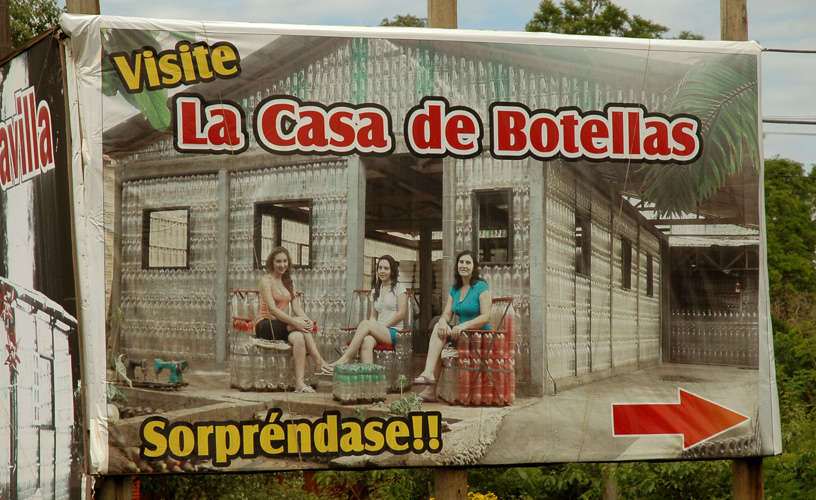 avilla
Visite
La Casa de Botellas
Sorpréndase!!